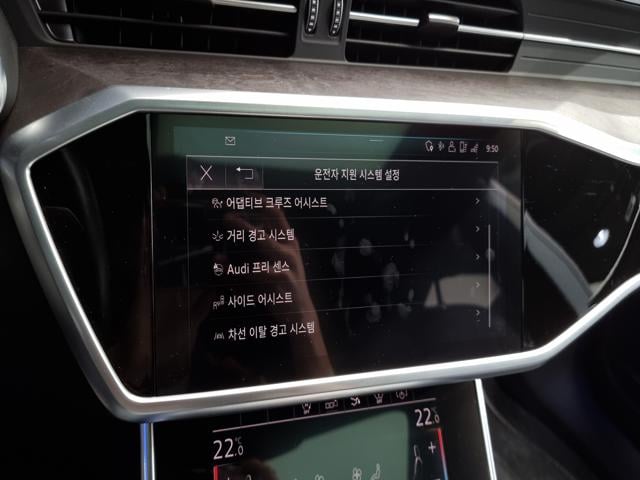 9:50
운전자 지원 시스템 설정
어댑티브 크루즈 어시스트
거리 경고 시스템
Audi 프리 센스
사이드 어시스트
차선 이탈 경고 시스템
22.0°C
22.0°C